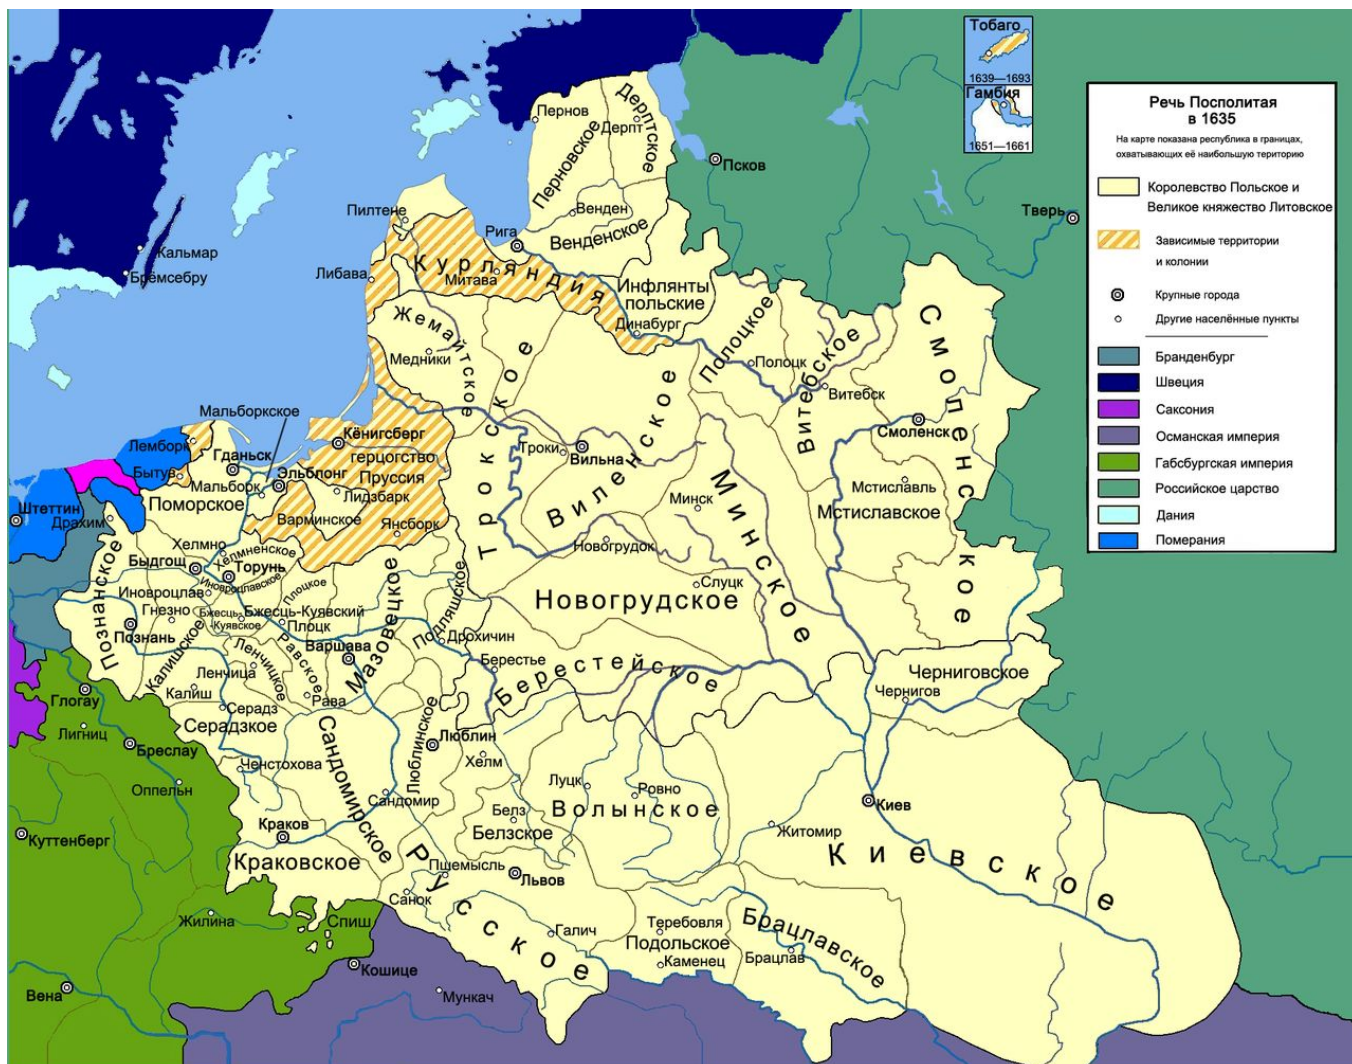 Тобаго
1639—1693
Гамбия
1651—1661
Речь Посполитая
в 1635
На карте показана республика в границах,
охватывающих её наибольшую територию
Королевство Польское и
Великое княжество Литовское
Зависимые территории
и колонии
Крупные города
Другие населённые пункты
Бранденбург
Швеция
Саксония
Османская империя
Габсбургская империя
Российское царство
Дания
Померания
Пернов
Дерпт
Дерптское
Перновское
Псков
Венден
Венденское
Тверь
Пилтене
Рига
Кальмар
Брёмсебру
Либава
Курляндия
Митава
Инфлянты
польские
Динабург
Жемайтское
Медники
Полоцкое
Полоцк
Витебское
Витебск
Смоленское
Смоленск
Мальборкское
Кёнигсберг
герцогство
Пруссия
Лемборк
Бытув
Гданьск
Эльблонг
Мальборк
Лидзбарк
Поморское
Варминское
Янсборк
Троки
Вильна
Трокское
Виленское
Минск
Минское
Мстиславль
Мстиславское
Штеттин
Драхим
Хелмно
Хелмненское
Быдгощ
Торунь
Новогрудок
Слуцк
Новогрудское
Иновроцлавское
Плоцкое
Иновроцлав
Гнезно
Бжесць-
-Куявское
Бжесць-Куявский
Плоцк
Познанское
Познань
Калишское
Ленчица
Ленчицкое
Равское
Варшава
Мазовецкое
Подляшское
Дрохичин
Берестье
Берестейское
Черниговское
Чернигов
Калиш
Рава
Серадз
Серадзкое
Глогау
Лигниц
Бреслау
Оппельн
Ченстохова
Сандомирское
Сандомир
Люблинское
Люблин
Хелм
Луцк
Ровно
Волынское
Белз
Белзское
Киев
Житомир
Киевское
Куттенберг
Краков
Краковское
Пшемысль
Львов
Русское
Санок
Галич
Теребовля
Подольское
Каменец
Брацлавское
Брацлав
Жилина
Спиш
Кошице
Мункач
Вена